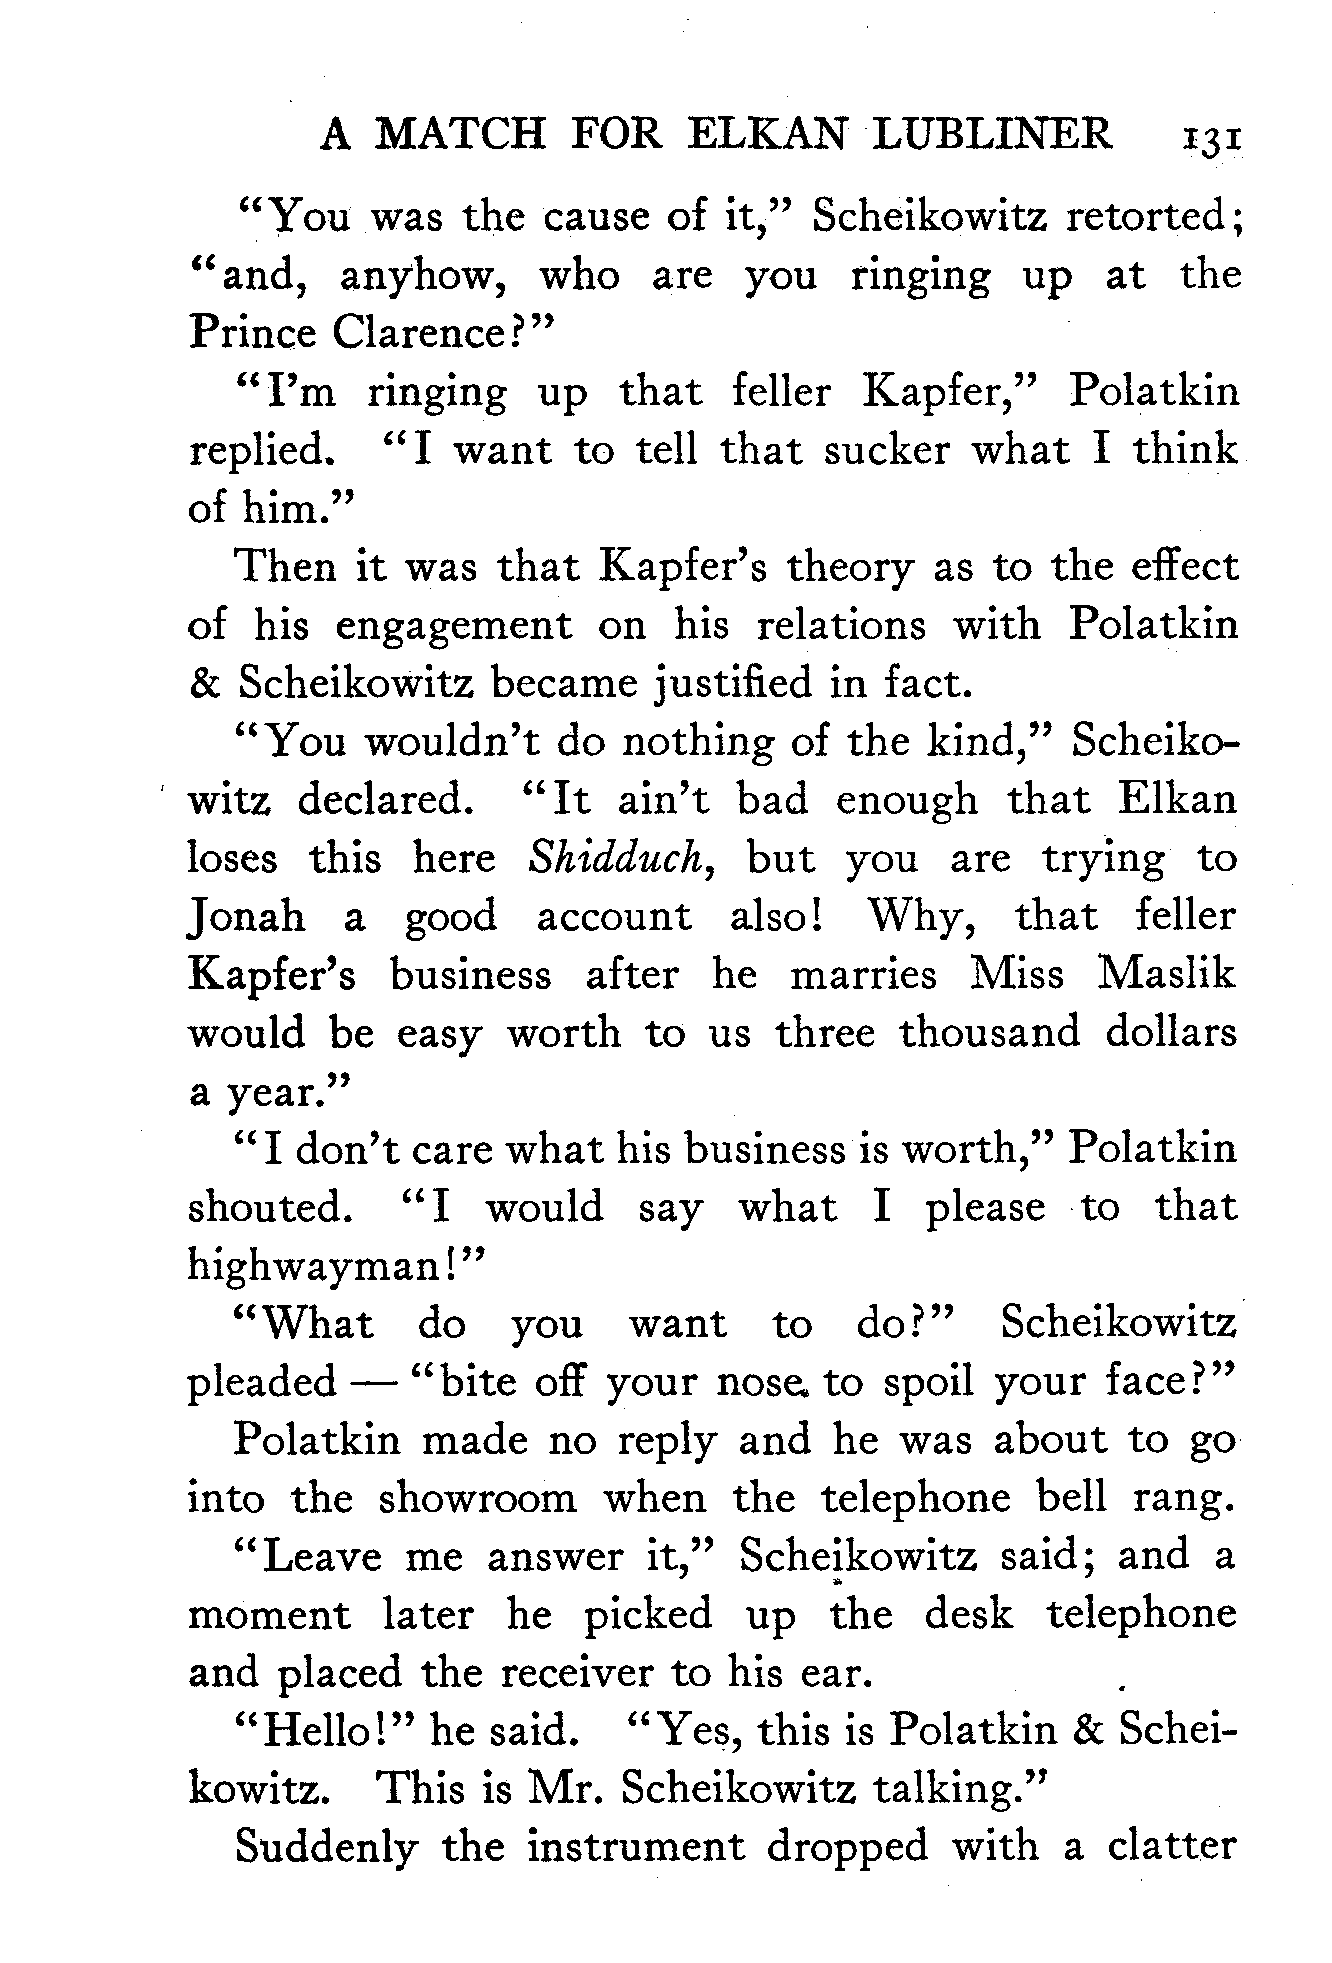 A MATCH FOR ELKAN LUBLINER 131
“You was the cause of it,” Scheikowitz retorted;
“and, anyhow, who are you ringing up at the
Prince Clarence?”
“I’m ringing up that feller Kapfer,” Polatkin
replied. “I want to tell that sucker what I think
of him.”
Then it was that Kapfer’s theory as to the effect
of his engagement on his relations with Polatkin
& Scheikowitz became justified in fact.
“You wouldn’t do nothing of the kind,” Scheiko-
witz declared. “It ain’t bad enough that Elkan
loses this here Shidduch, but you are trying to
Jonah a good account also! Why, that feller
Kapfer’s business after he marries Miss Maslik
would be easy worth to us three thousand dollars
a year.”
“I don’t care what his business is worth,” Polatkin
shouted. “I would say what I please to that
highwayman!”
“What do you want to do?” Scheikowitz
pleaded — “bite off your nose to spoil your face?”
Polatkin made no reply and he was about to go
into the showroom when the telephone bell rang.
“Leave me answer it,” Scheikowitz said; and a
moment later he picked up the desk telephone
and placed the receiver to his ear.
“Hello!” he said. “Yes, this is Polatkin & Schei-
kowitz. This is Mr. Scheikowitz talking.”
Suddenly the instrument dropped with a clatter